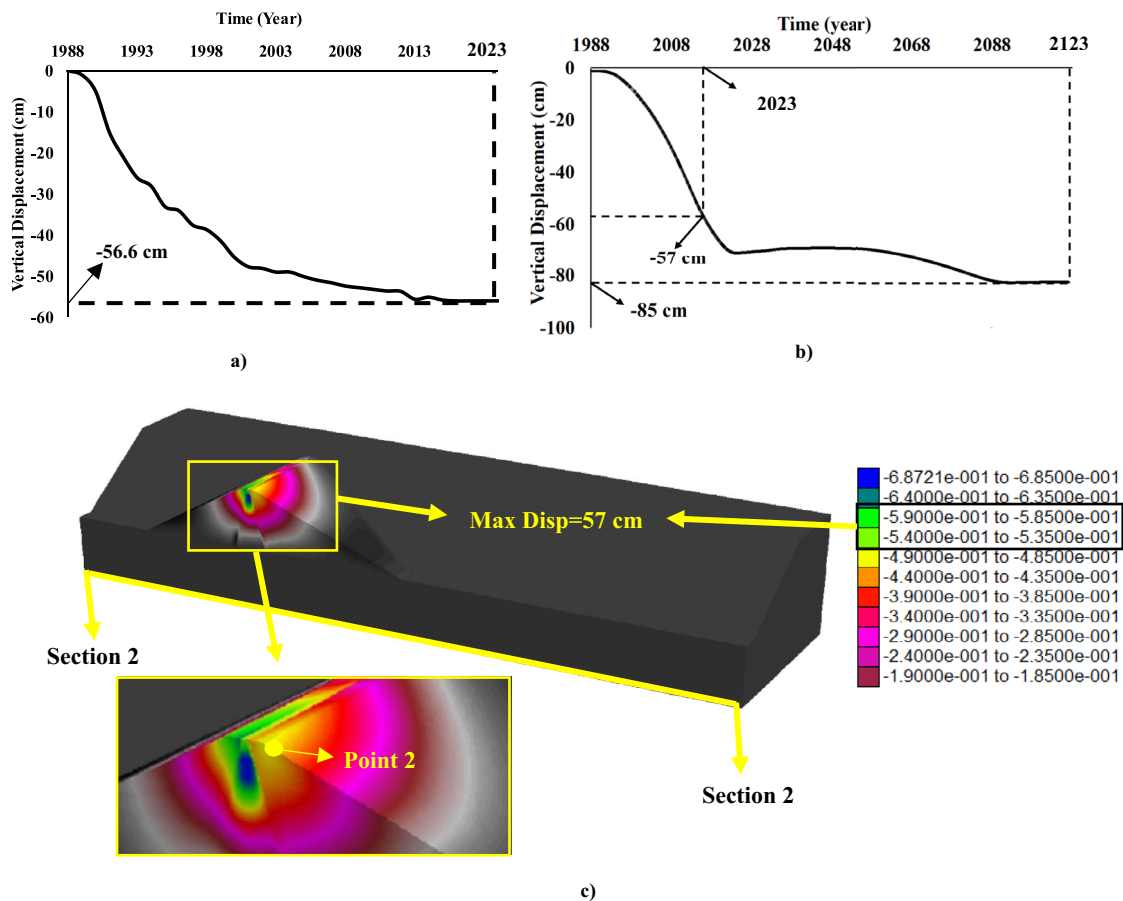 Time (Year)
1988 1993 1998 2003 2008 2013 2023
Vertical Displacement (cm)
0
-10
-20
-30
-40
-50
-60
-56.6 cm
a)
Time (year)
1988 2008 2028 2048 2068 2088 2123
Vertical Displacement (cm)
0
-20
-40
-60
-80
-100
2023
-57 cm
-85 cm
b)
Max Disp=57 cm
-6.8721e-001 to -6.8500e-001
-6.4000e-001 to -6.3500e-001
-5.9000e-001 to -5.8500e-001
-5.4000e-001 to -5.3500e-001
-4.9000e-001 to -4.8500e-001
-4.4000e-001 to -4.3500e-001
-3.9000e-001 to -3.8500e-001
-3.4000e-001 to -3.3500e-001
-2.9000e-001 to -2.8500e-001
-2.4000e-001 to -2.3500e-001
-1.9000e-001 to -1.8500e-001
Section 2
Point 2
Section 2
c)